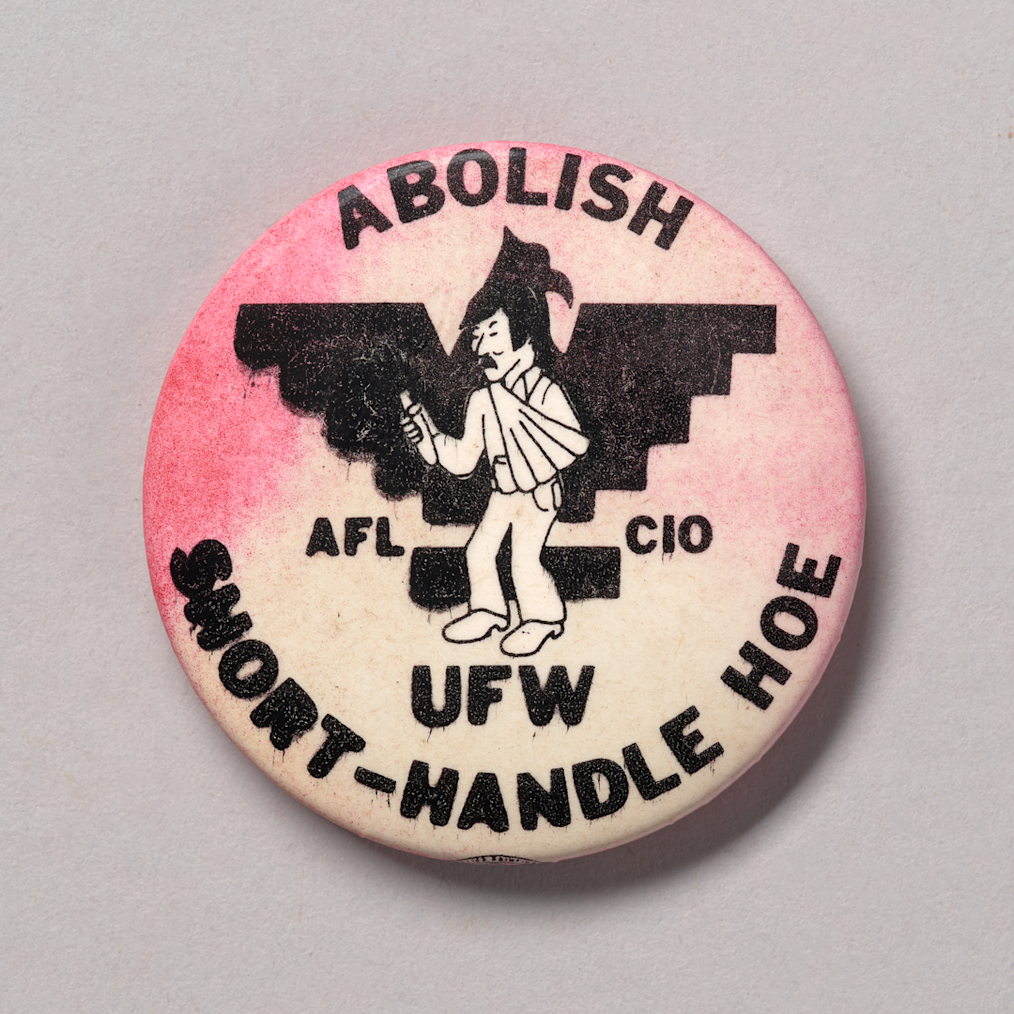 ABOLISH
AFL CIO
UFW
SHORT-HANDLE HOE